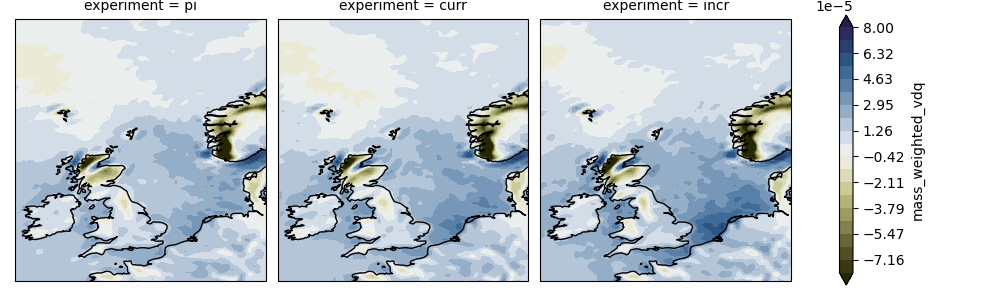 experiment = pi
experiment = curr
experiment = incr
1e−5
8.00
6.32
4.63
2.95
1.26
−0.42
−2.11
−3.79
−5.47
−7.16
mass_weighted_vdq